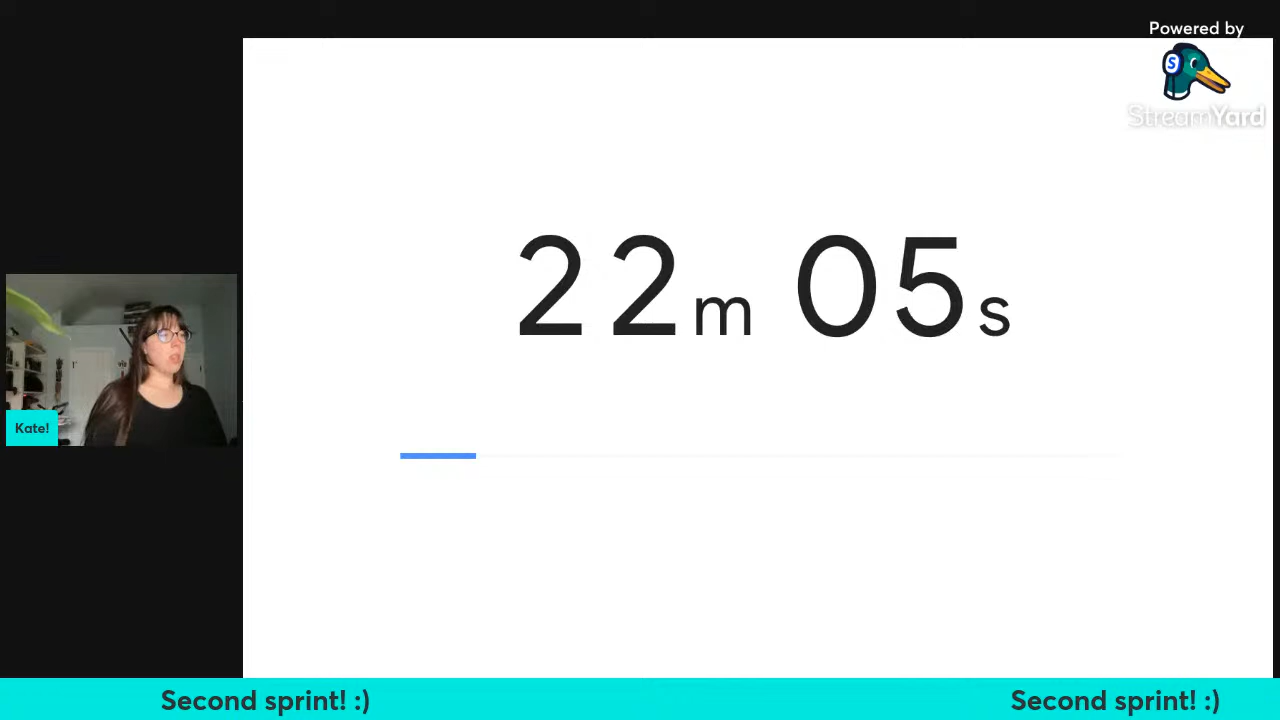 Powered by
StreamYard
22m 05s
Kate!
Second sprint! :)
Second sprint! :)